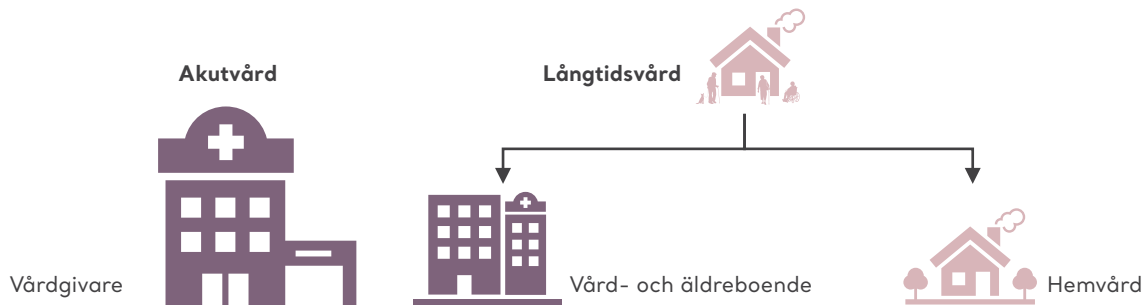 Akutvård
Långtidsvård
Vårdgivare
Vård- och äldreboende
Hemvård